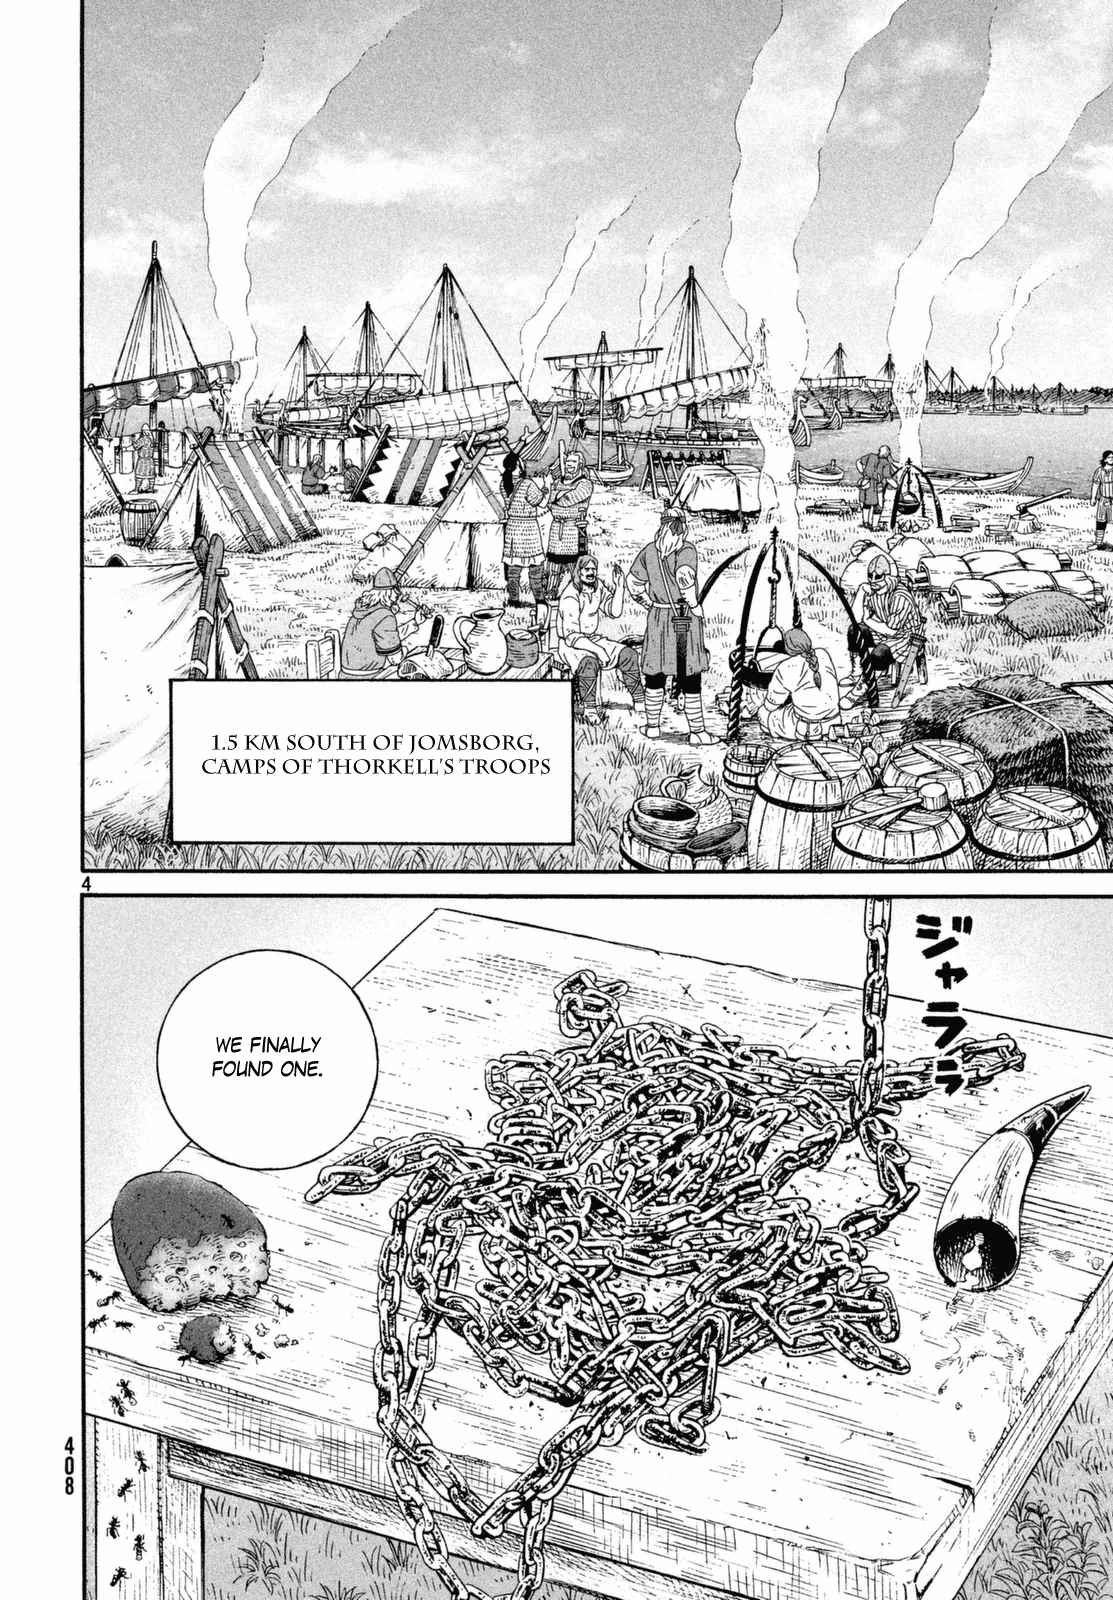 1.5 KM SOUTH OF JOMSBORG,
CAMPS OF THORKELL'S TROOPS
4
ジャララ
WE FINALLY
FOUND ONE.
408